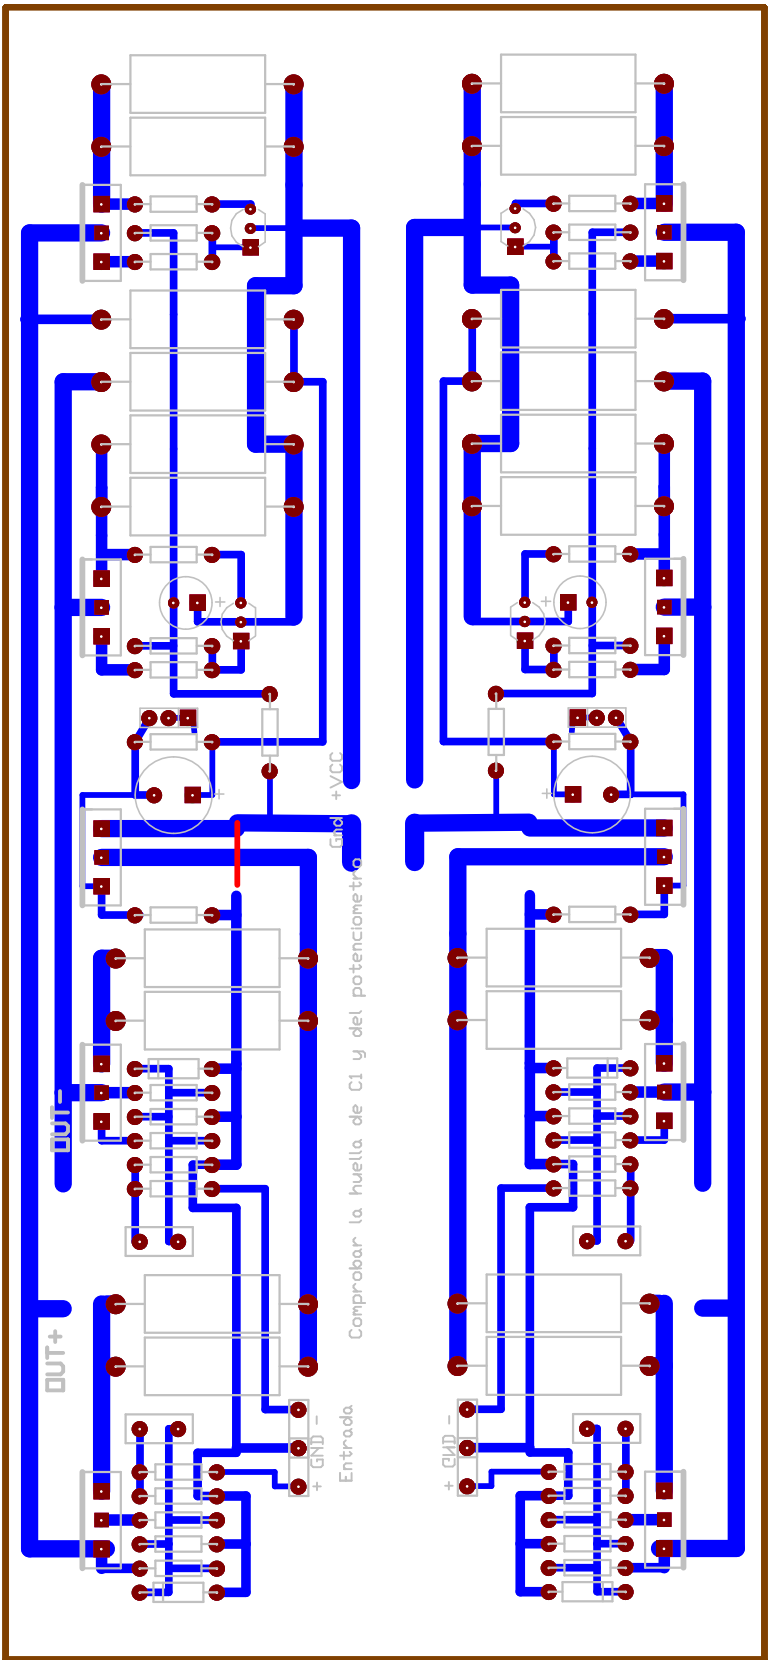 +VCC
Gnd
Comprobar la huella de C1 y del potenciometro
OUT-
OUT+
-
GND
+
Entrada
-
GND
+